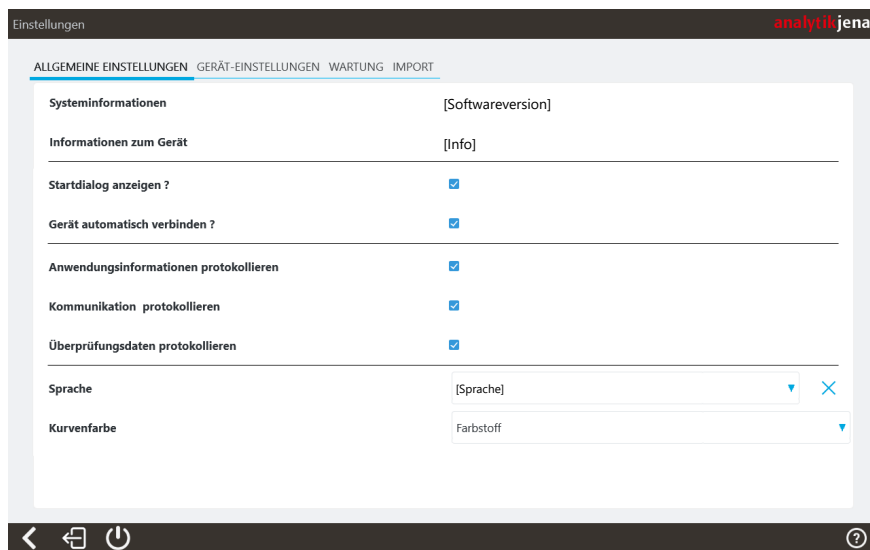 Einstellungen
analytikjena
ALLGEMEINE EINSTELLUNGEN GERÄT-EINSTELLUNGEN WARTUNG IMPORT
Systeminformationen [Softwareversion]
Informationen zum Gerät [Info]
Startdialog anzeigen ?
Gerät automatisch verbinden ?
Anwendungsinformationen protokollieren
Kommunikation protokollieren
Überprüfungsdaten protokollieren
Sprache [Sprache]
Kurvenfarbe Farbstoff